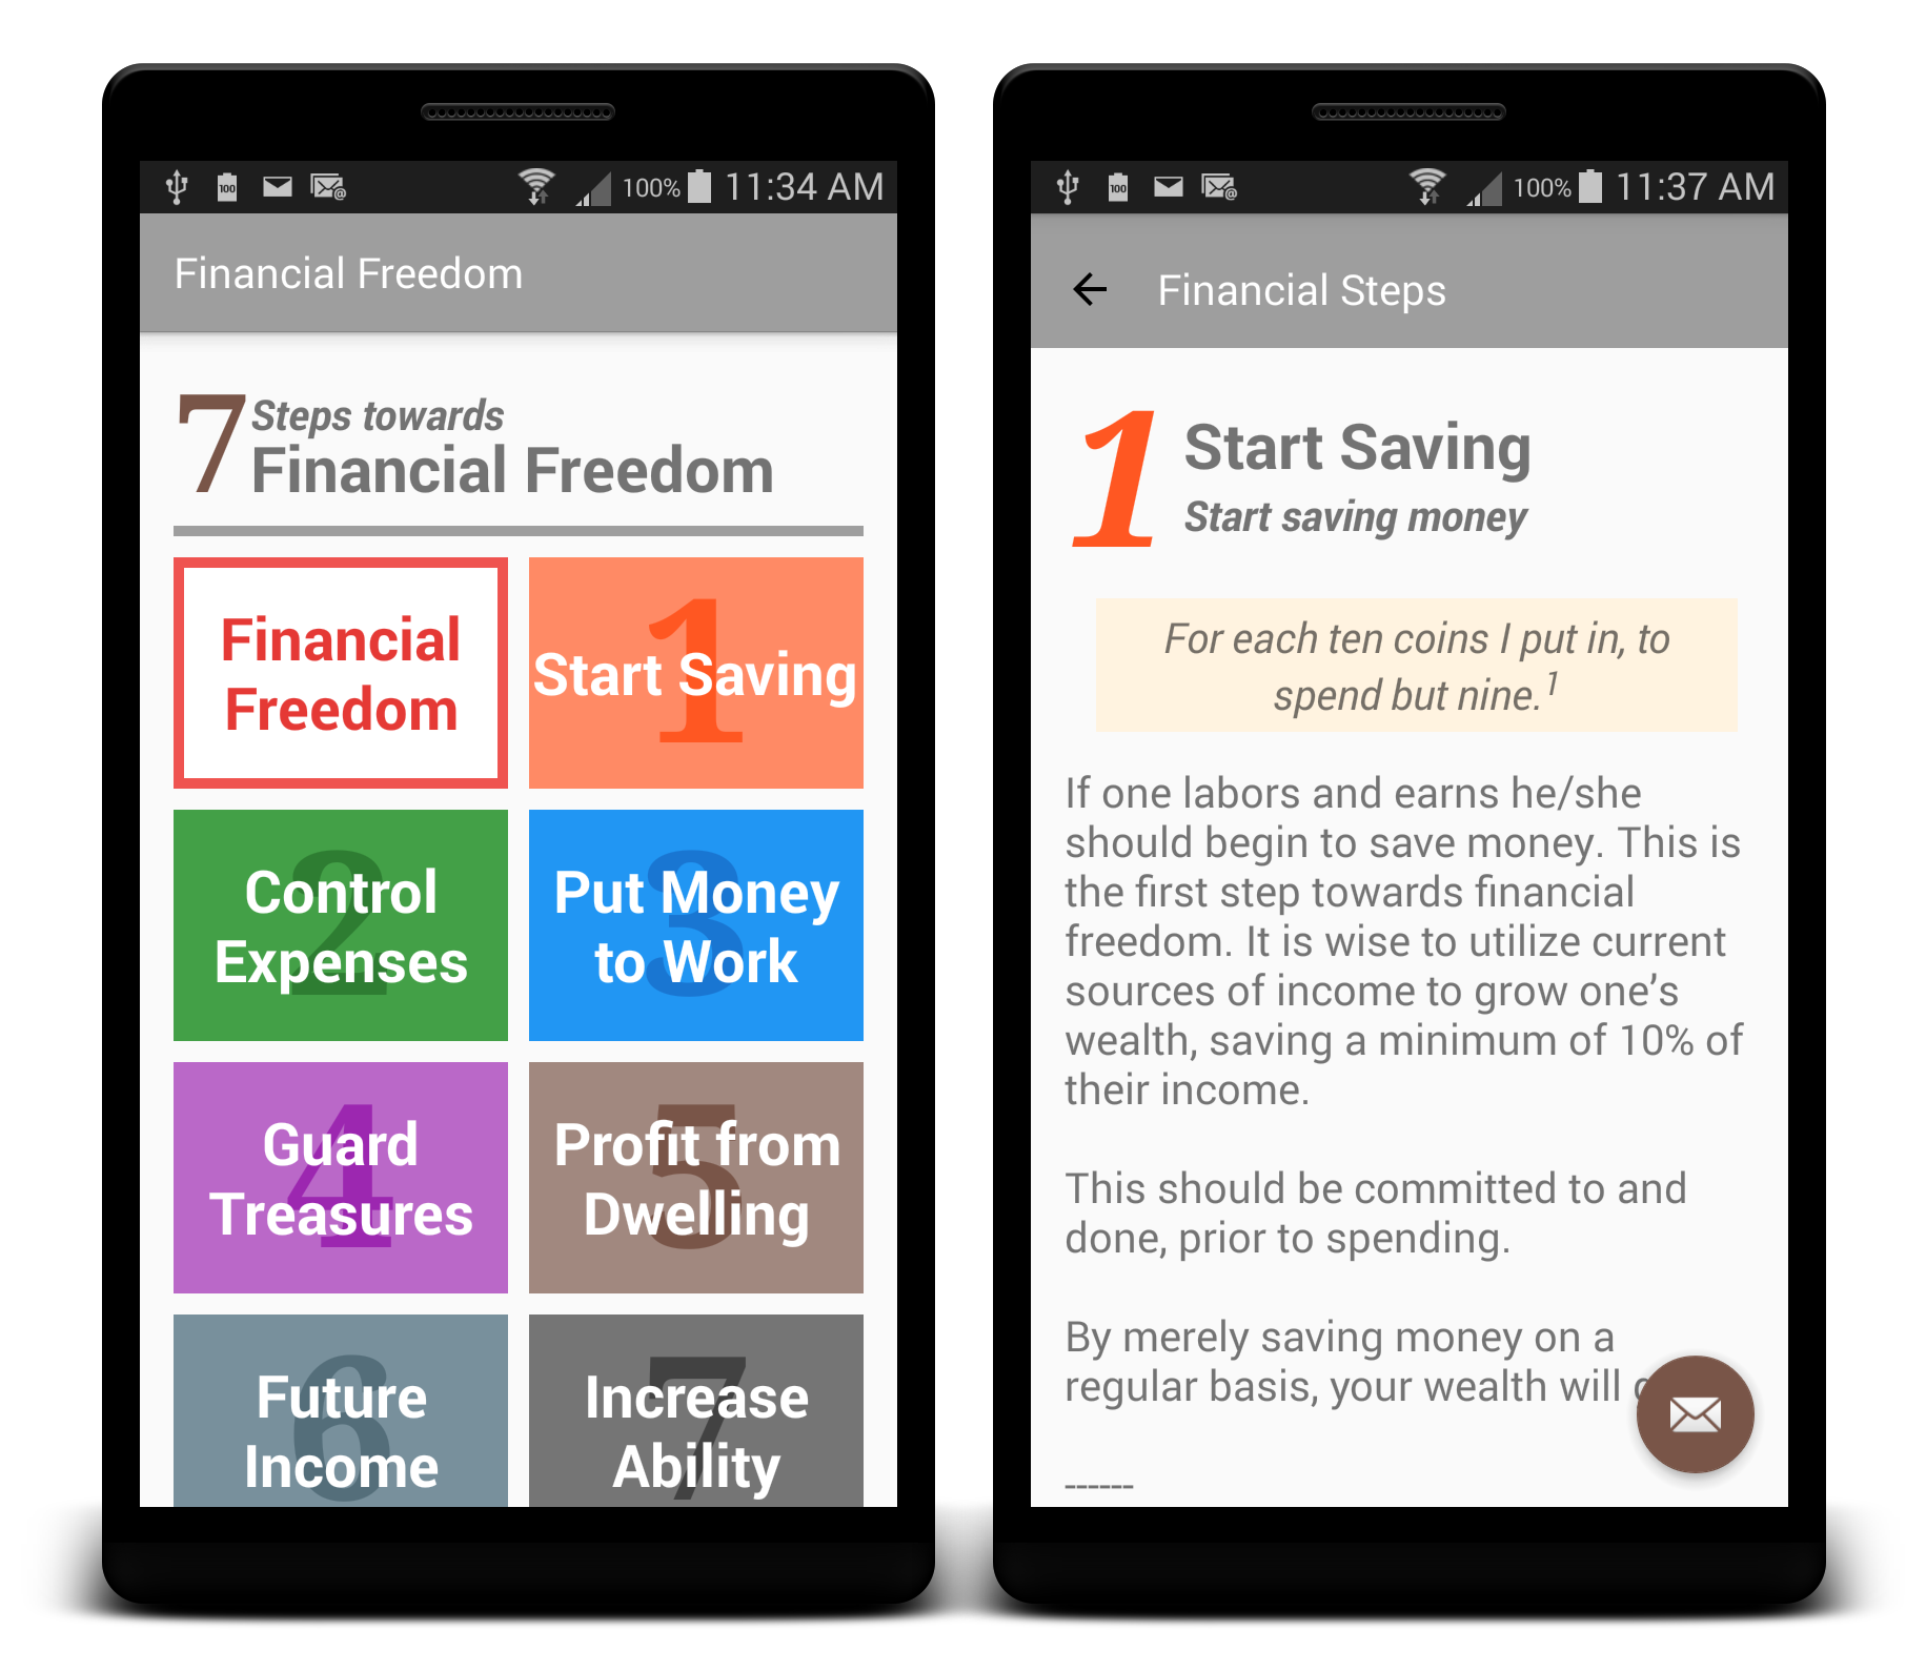 100% 11:34 AM
Financial Freedom
7 Steps towards
Financial Freedom
Financial
Freedom
1
Start Saving
2
Control
Expenses
3
Put Money
to Work
4
Guard
Treasures
5
Profit from
Dwelling
6
Future
Income
7
Increase
Ability
100% 11:37 AM
Financial Steps
1 Start Saving
Start saving money
For each ten coins I put in, to
spend but nine.1
If one labors and earns he/she
should begin to save money. This is
the first step towards financial
freedom. It is wise to utilize current
sources of income to grow one's
wealth, saving a minimum of 10% of
their income.
This should be committed to and
done, prior to spending.
By merely saving money on a
regular basis, your wealth will
------